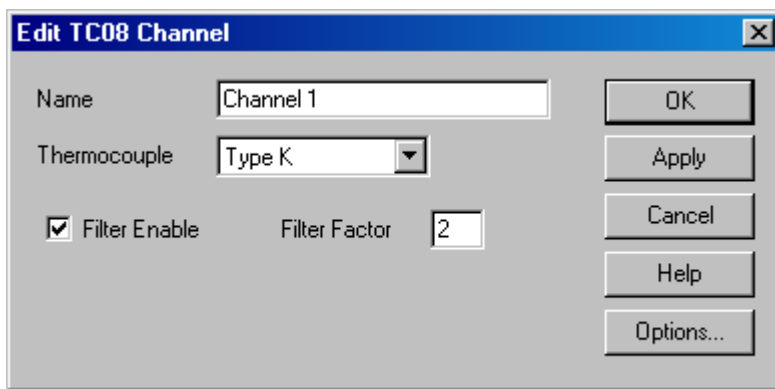 Edit TC08 Channel
Name Channel 1 OK
Thermocouple Type K Apply
Filter Enable Filter Factor 2 Cancel
Help
Options...